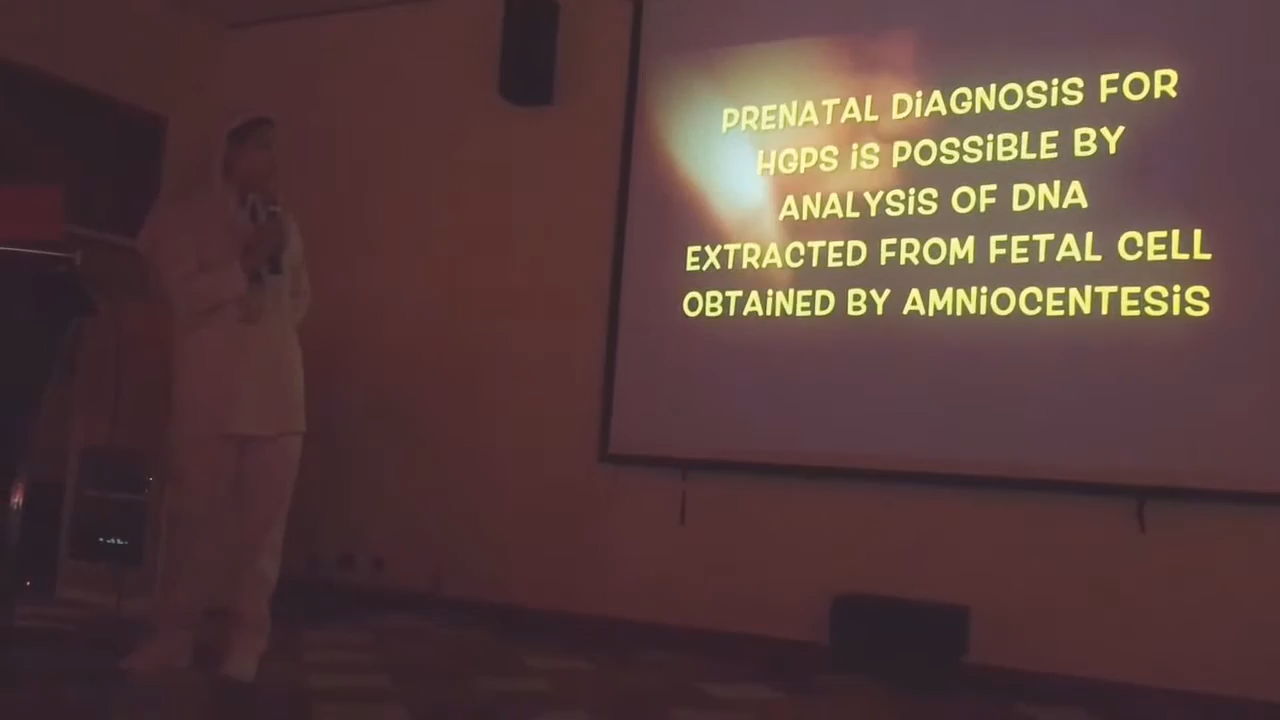 PRENATAL DiAGNOSiS FOR
HGPS iS POSSiBLE BY
ANALYSiS OF DNA
EXTRACTED FROM FETAL CELL
OBTAiNED BY AMNiOCENTESiS